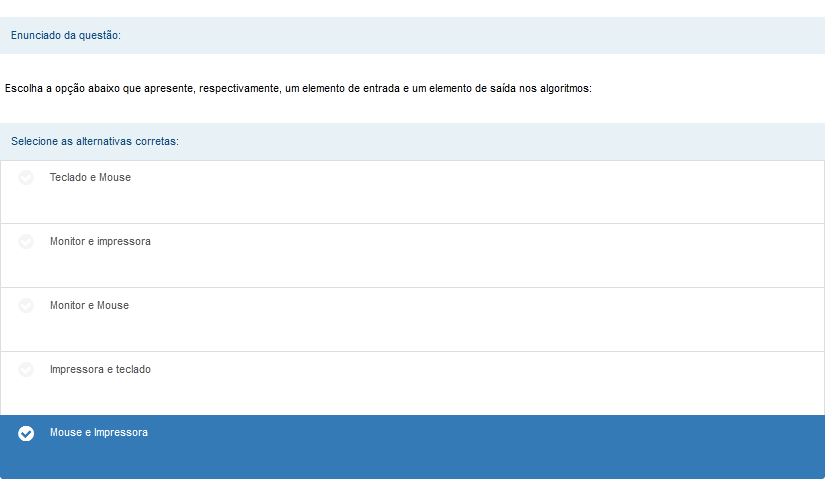 Enunciado da questão:
Escolha a opção abaixo que apresente, respectivamente, um elemento de entrada e um elemento de saída nos algoritmos:
Selecione as alternativas corretas:
Teclado e Mouse
Monitor e impressora
Monitor e Mouse
Impressora e teclado
Mouse e Impressora